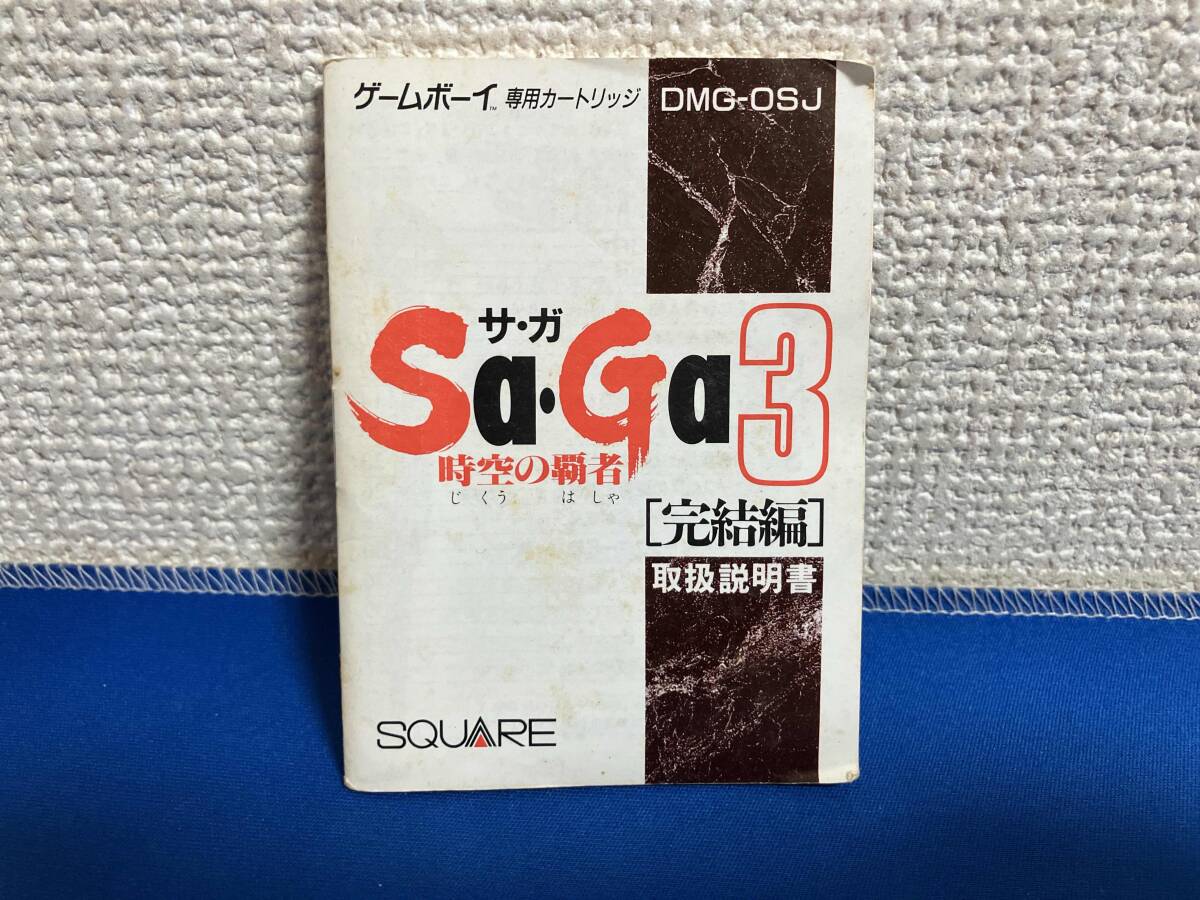 ゲームボーイ™ 専用カートリッジ DMG-OSJ
サ・ガ
Sa・Ga3
時空の覇者
じくう はしゃ
[完結編]
取扱説明書
SQUARE